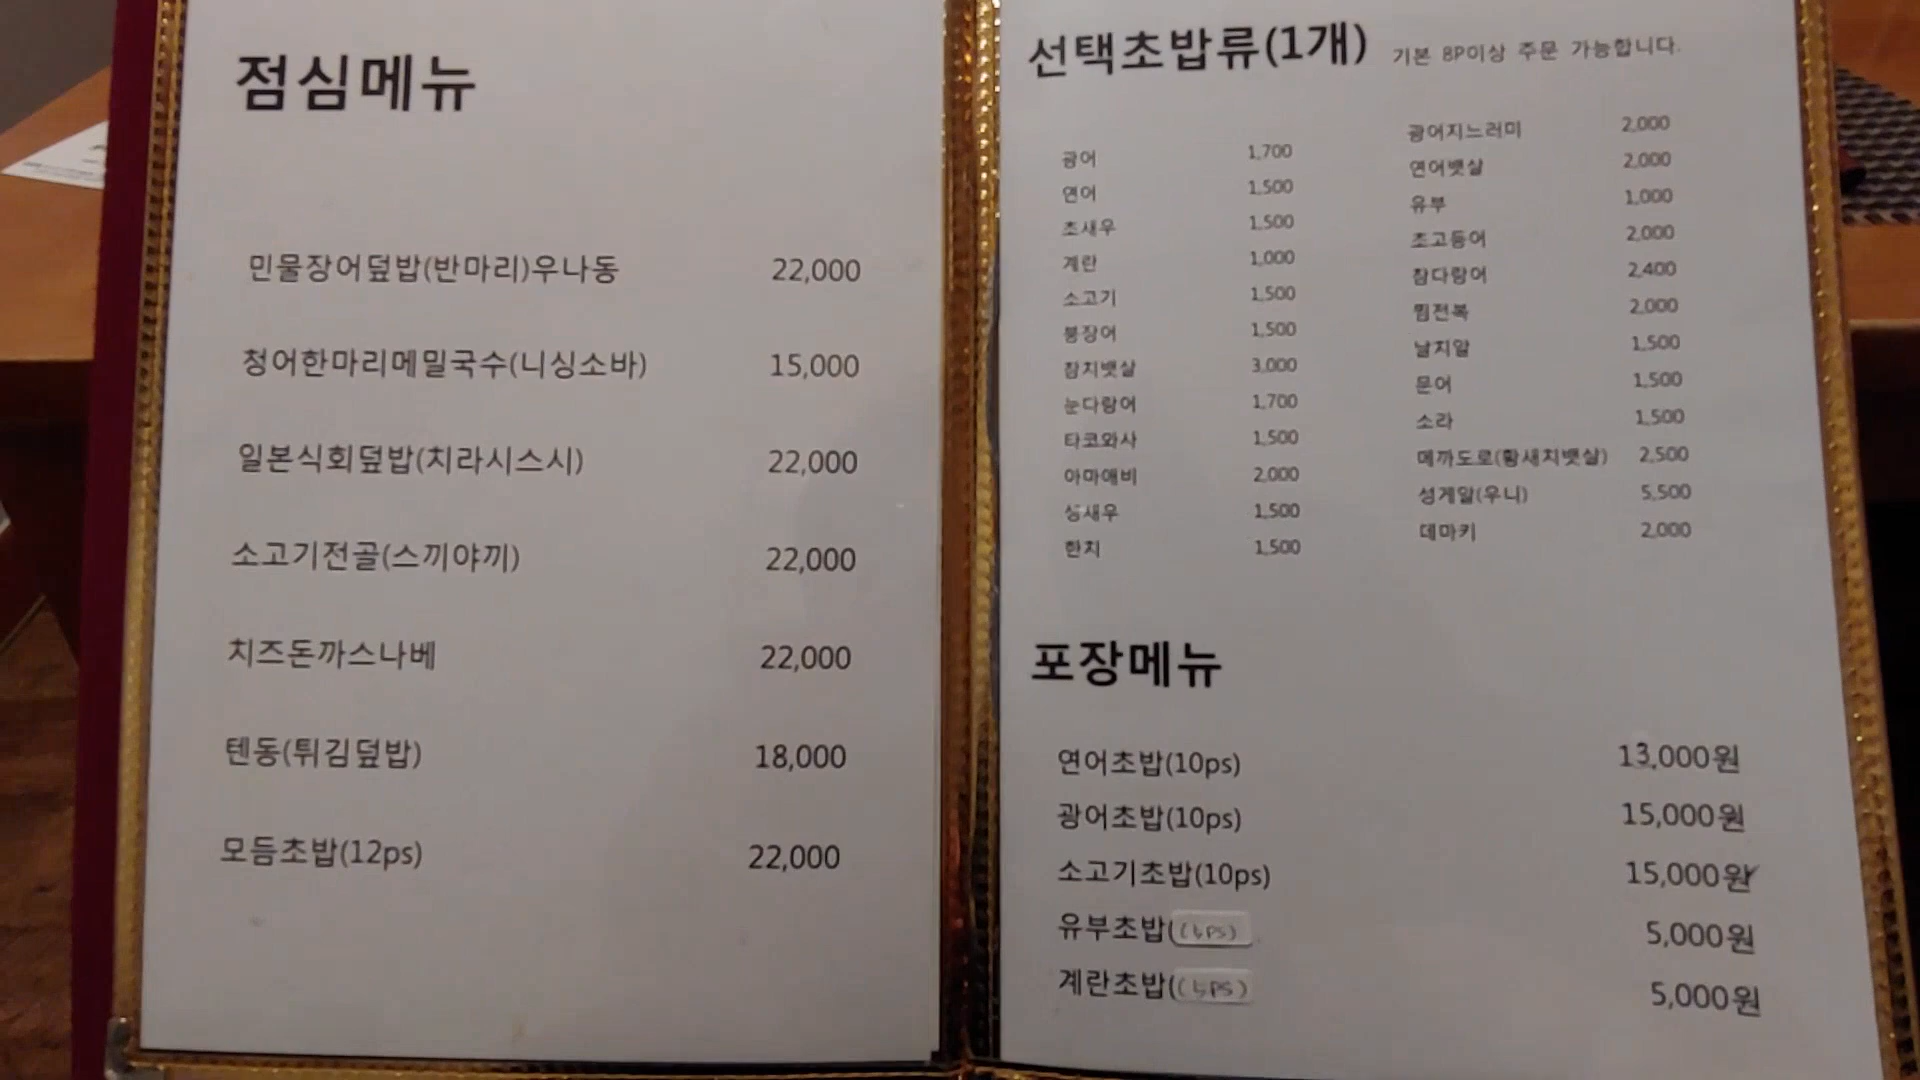 점심메뉴
민물장어덮밥(반마리)우나동 22,000
청어한마리메밀국수(니싱소바) 15,000
일본식회덮밥(치라시스시) 22,000
소고기전골(스끼야끼) 22,000
치즈돈까스나베 22,000
텐동(튀김덮밥) 18,000
모듬초밥(12ps) 22,000
선택초밥류(1개) 기본 8P이상 주문 가능합니다.
광어 1,700
연어 1,500
초새우 1,500
계란 1,000
소고기 1,500
붕장어 1,500
참치뱃살 3,000
눈다랑어 1,700
타코와사 1,500
아마애비 2,000
생새우 1,500
한치 1,500
광어지느러미 2,000
연어뱃살 2,000
유부 1,000
초고등어 2,000
참다랑어 2,400
찜전복 2,000
날치알 1,500
문어 1,500
소라 1,500
메까도로(황새치뱃살) 2,500
성게알(우니) 5,500
데마키 2,000
포장메뉴
연어초밥(10ps) 13,000원
광어초밥(10ps) 15,000원
소고기초밥(10ps) 15,000원
유부초밥( 5,000원
계란초밥( 5,000원